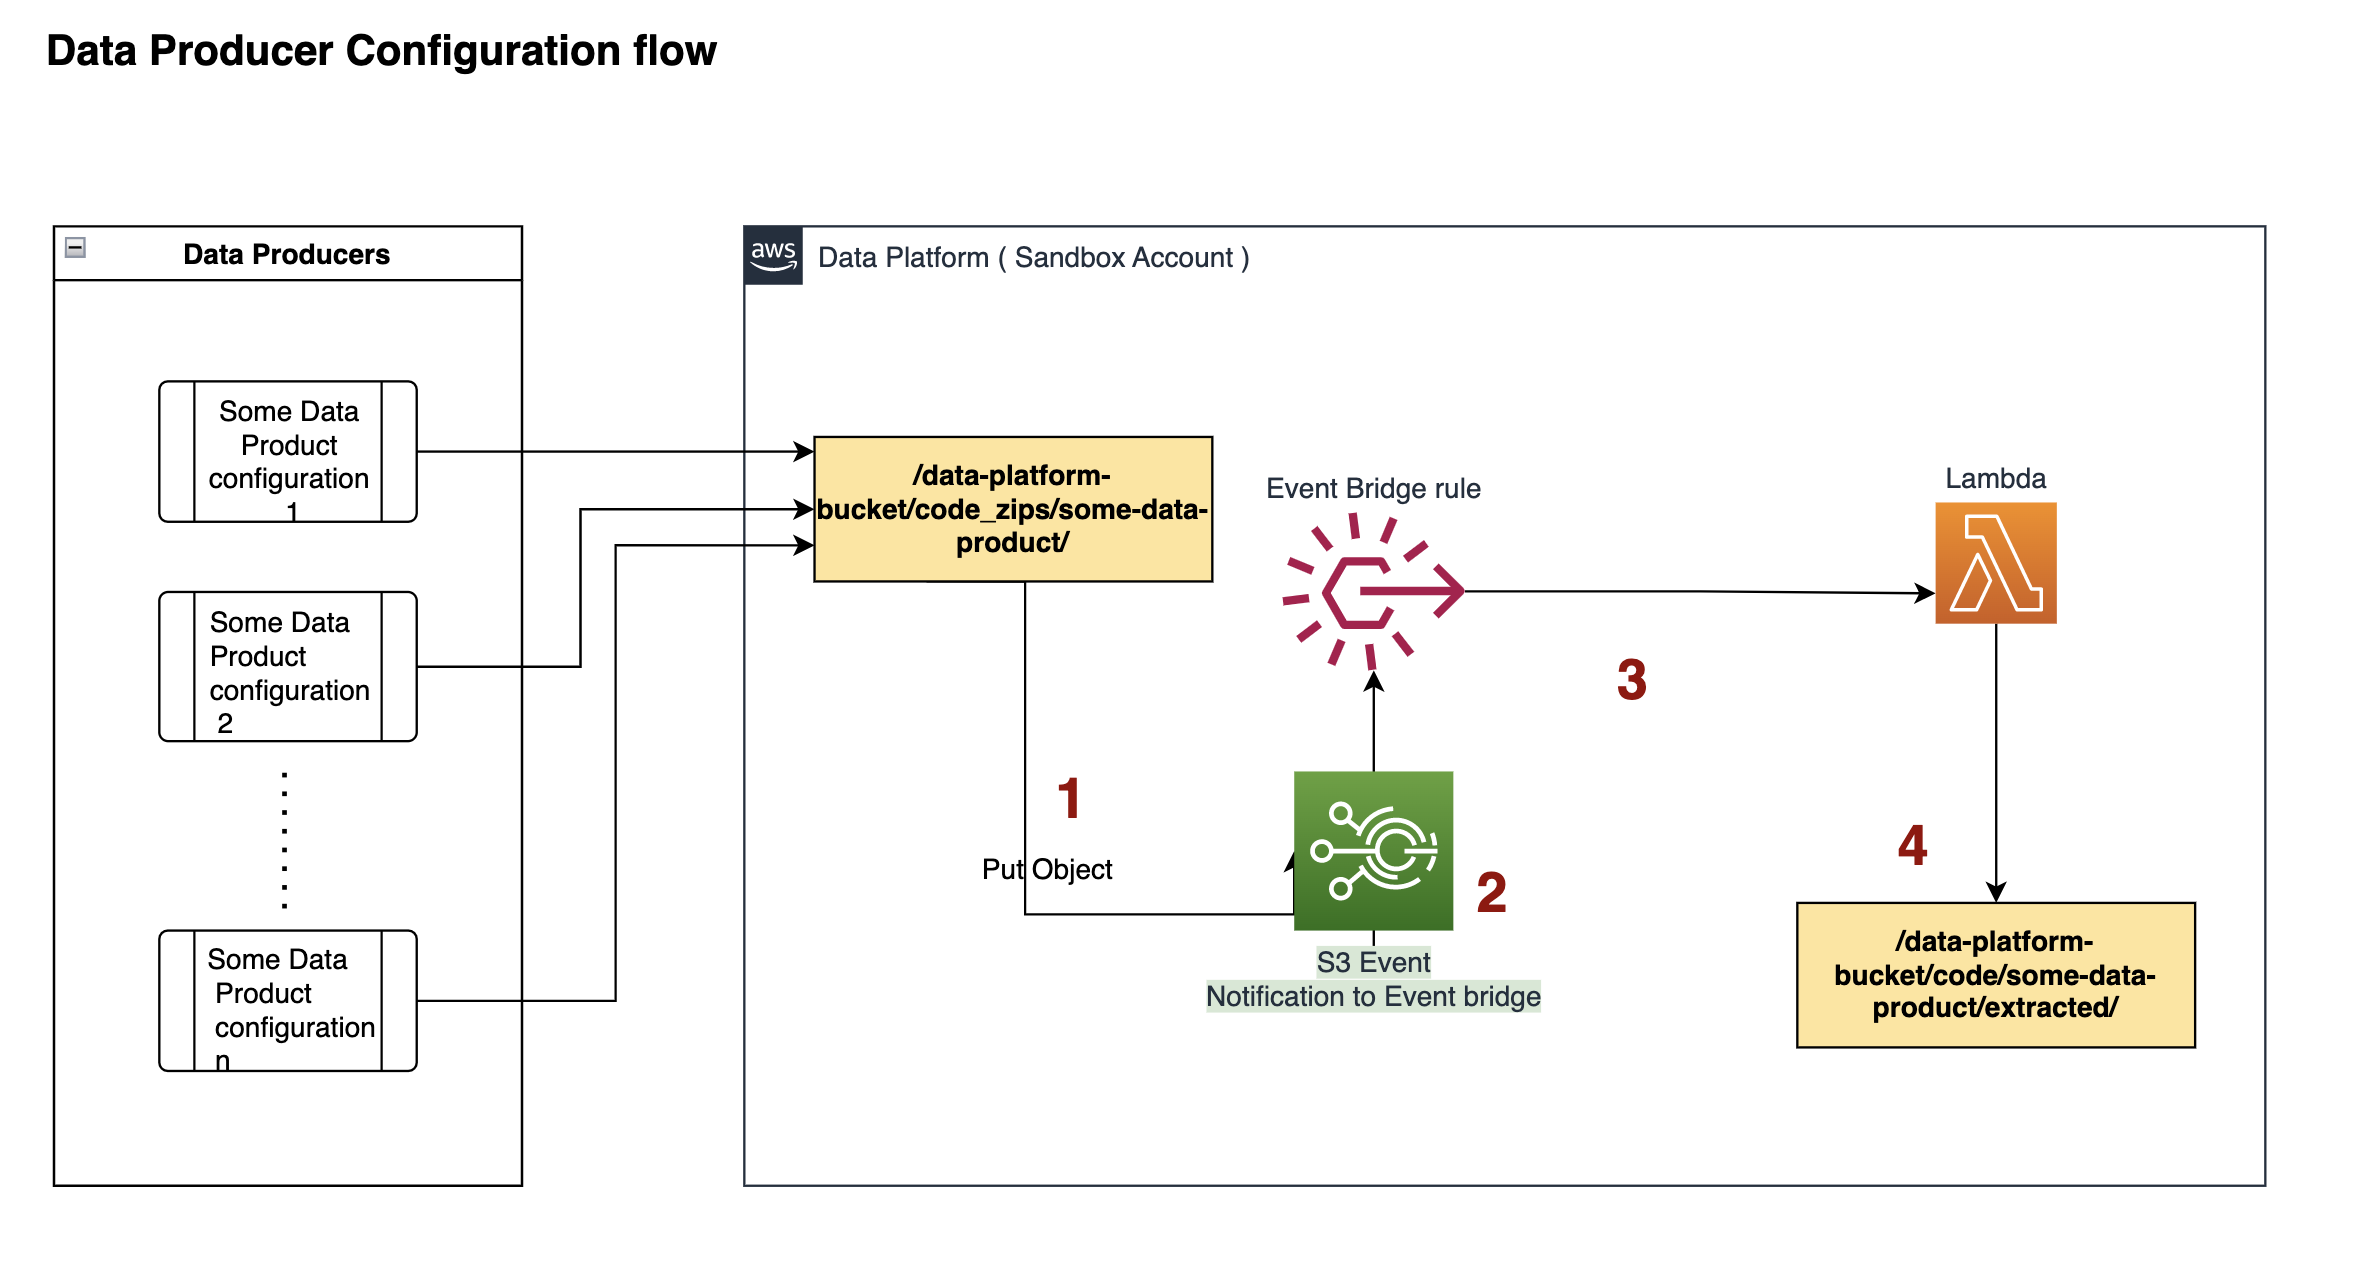 Data Producer Configuration flow
Data Producers
aws
Data Platform ( Sandbox Account )
Some Data
Product
configuration
1
Some Data
Product
configuration
2
Some Data
Product
configuration
n
/data-platform-
bucket/code_zips/some-data-
product/
Event Bridge rule
Lambda
1
Put Object
2
S3 Event
Notification to Event bridge
3
4
/data-platform-
bucket/code/some-data-
product/extracted/